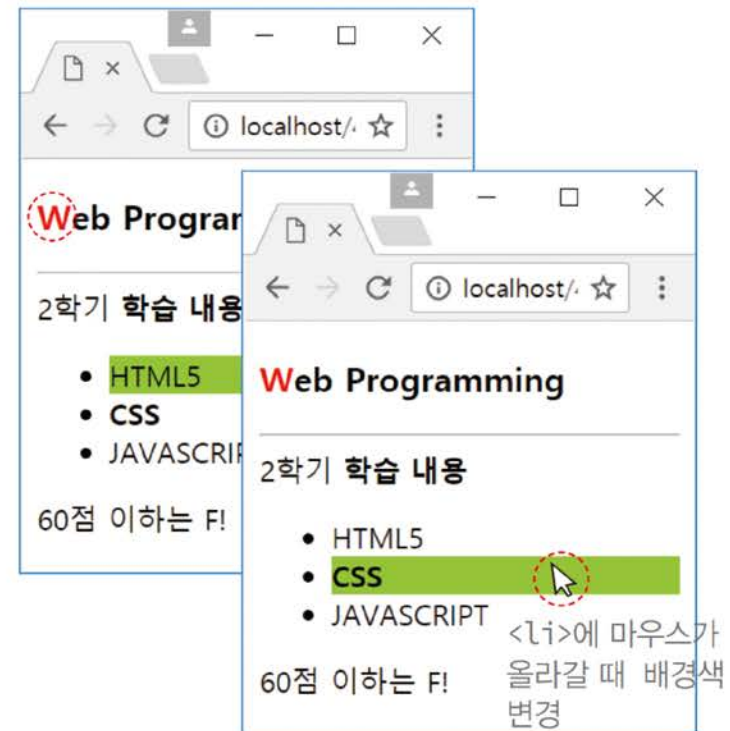 localhost/
Web Program
2학기 학습 내용
HTML5
CSS
JAVASCRI
60점 이하는 F!
localhost/
Web Programming
2학기 학습 내용
HTML5
CSS
JAVASCRIPT
60점 이하는 F!
<li>에 마우스가
올라갈 때 배경색
변경